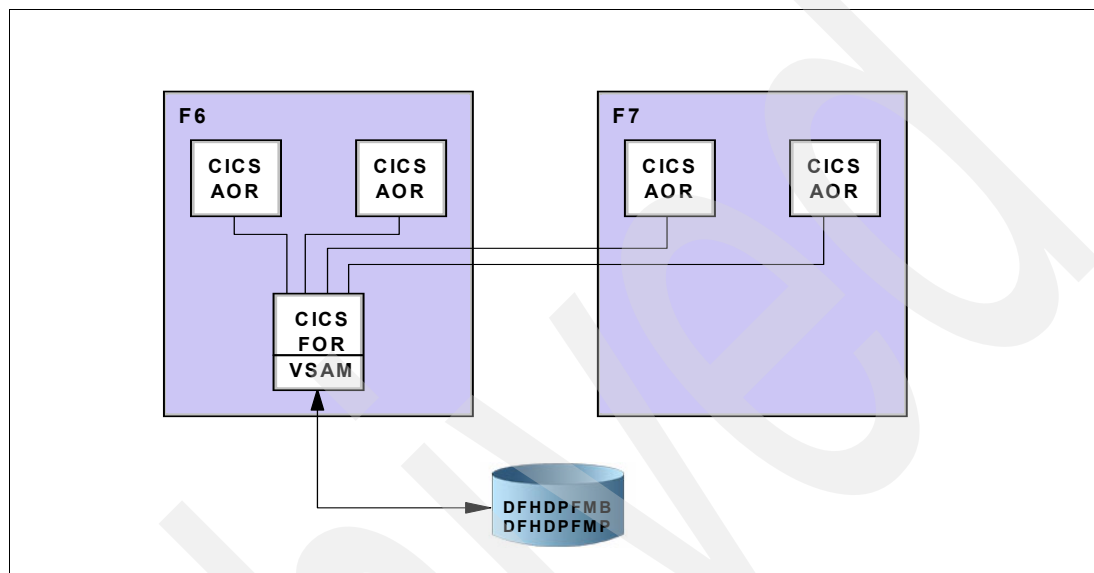 F6
F7
CICS
AOR
CICS
AOR
CICS
AOR
CICS
AOR
CICS
FOR
VSAM
DFHDPFMB
DFHDPFMP